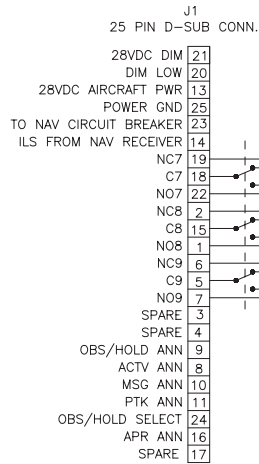 J1
25 PIN D-SUB CONN.
28VDC DIM 21
DIM LOW 20
28VDC AIRCRAFT PWR 13
POWER GND 25
TO NAV CIRCUIT BREAKER 23
ILS FROM NAV RECEIVER 14
NC7 19
C7 18
NO7 22
NC8 2
C8 15
NO8 1
NC9 6
C9 5
NO9 7
SPARE 3
SPARE 4
OBS/HOLD ANN 9
ACTV ANN 8
MSG ANN 10
PTK ANN 11
OBS/HOLD SELECT 24
APR ANN 16
SPARE 17